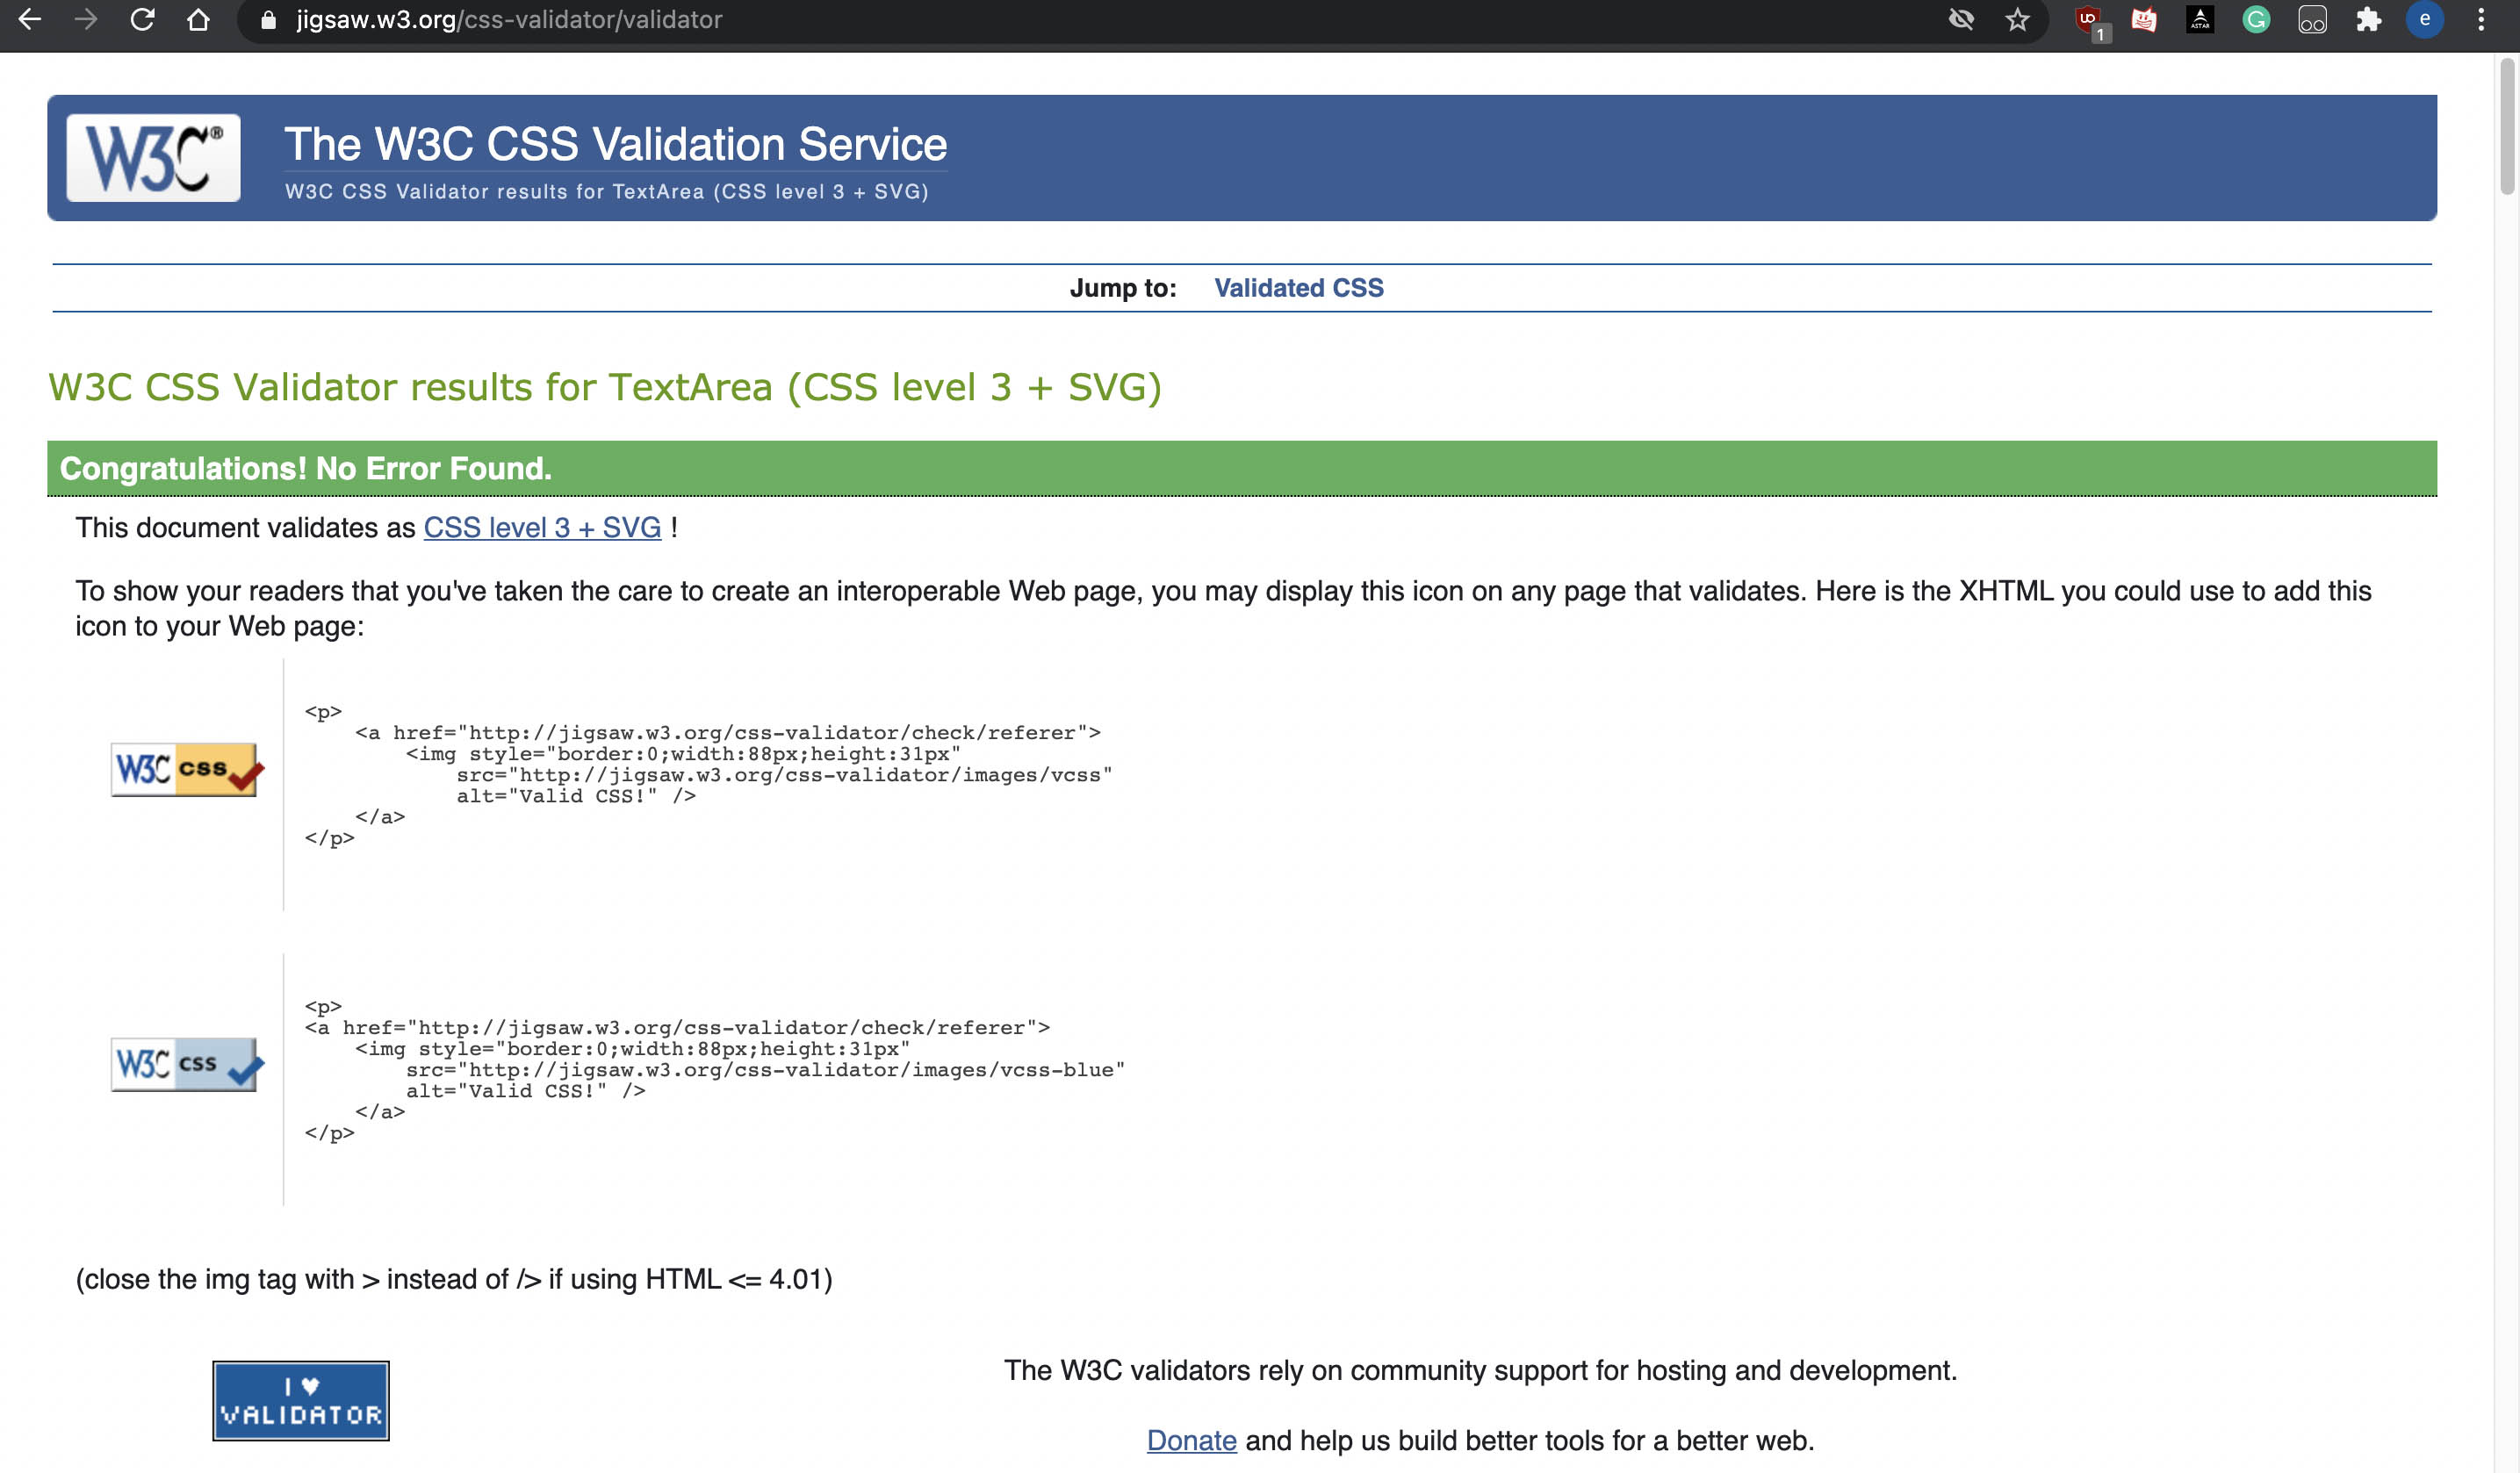 jigsaw.w3.org/css-validator/validator
uo
1
ASTAR
G
e
W3C®
The W3C CSS Validation Service
W3C CSS Validator results for TextArea (CSS level 3 + SVG)
Jump to: Validated CSS
W3C CSS Validator results for TextArea (CSS level 3 + SVG)
Congratulations! No Error Found.
This document validates as CSS level 3 + SVG !
To show your readers that you've taken the care to create an interoperable Web page, you may display this icon on any page that validates. Here is the XHTML you could use to add this
icon to your Web page:
W3C css
<p>
<a href="http://jigsaw.w3.org/css-validator/check/referer">
<img style="border:0;width:88px;height:31px"
src="http://jigsaw.w3.org/css-validator/images/vcss"
alt="Valid CSS!" />
</a>
</p>
W3C css
<p>
<a href="http://jigsaw.w3.org/css-validator/check/referer">
<img style="border:0;width:88px;height:31px"
src="http://jigsaw.w3.org/css-validator/images/vcss-blue"
alt="Valid CSS!" />
</a>
</p>
(close the img tag with > instead of /> if using HTML <= 4.01)
I ♥
VALIDATOR
The W3C validators rely on community support for hosting and development.
Donate and help us build better tools for a better web.